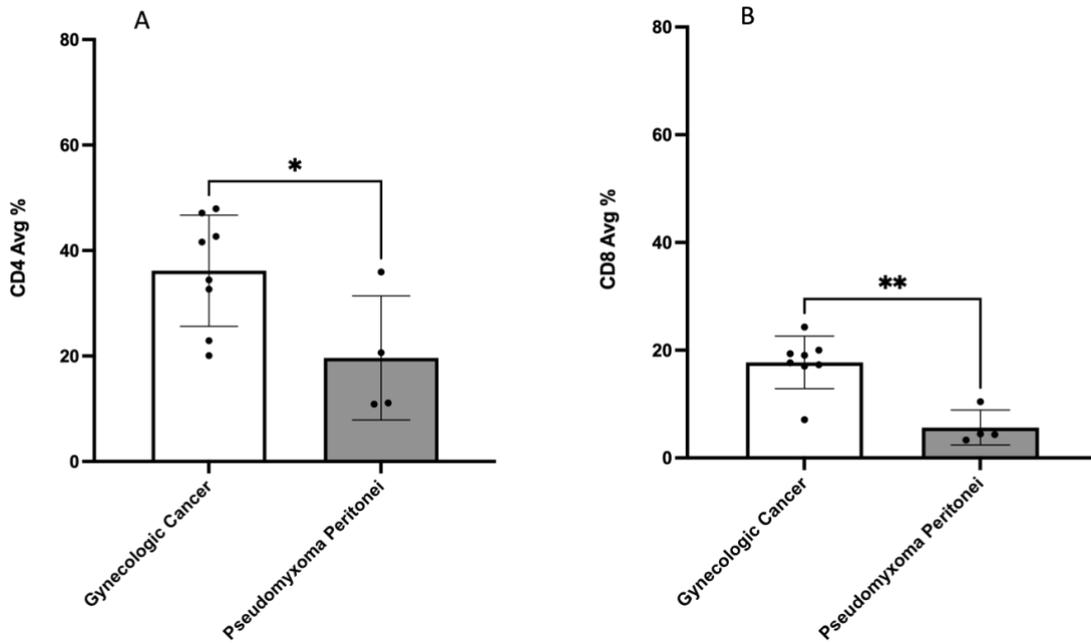 A
80
60
40
20
0
CD4 Avg %
*
Gynecologic Cancer
Pseudomyxoma Peritonei
B
80
60
40
20
0
CD8 Avg %
**
Gynecologic Cancer
Pseudomyxoma Peritonei